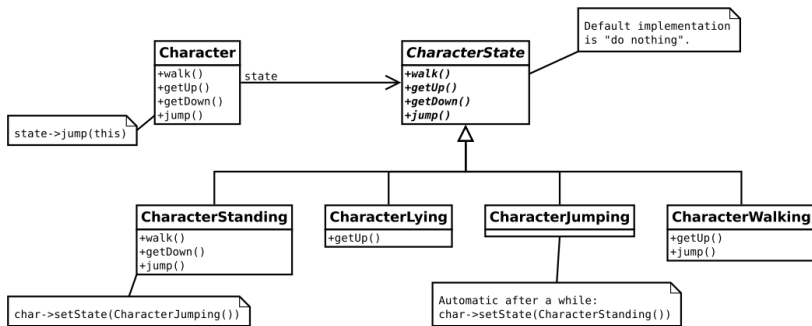 Character
+walk()
+getUp()
+getDown()
+jump()
state
CharacterState
+walk()
+getUp()
+getDown()
+jump()
Default implementation
is "do nothing".
state->jump(this)
CharacterStanding
+walk()
+getDown()
+jump()
CharacterLying
+getUp()
CharacterJumping
CharacterWalking
+getUp()
+jump()
char->setState(CharacterJumping())
Automatic after a while:
char->setState(CharacterStanding())